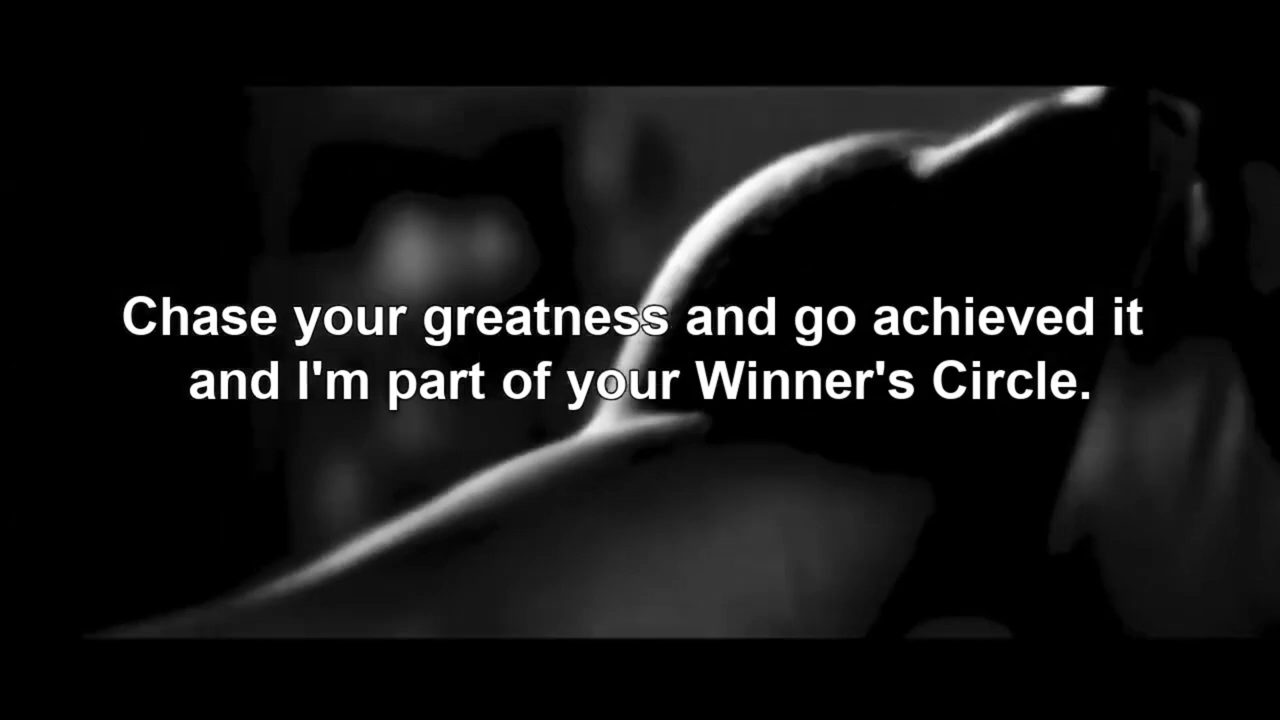 Chase your greatness and go achieved it
and I'm part of your Winner's Circle.